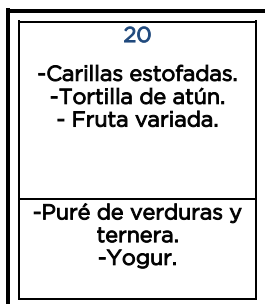 20
-Carillas estofadas.
-Tortilla de atún.
- Fruta variada.
-Puré de verduras y
ternera.
-Yogur.